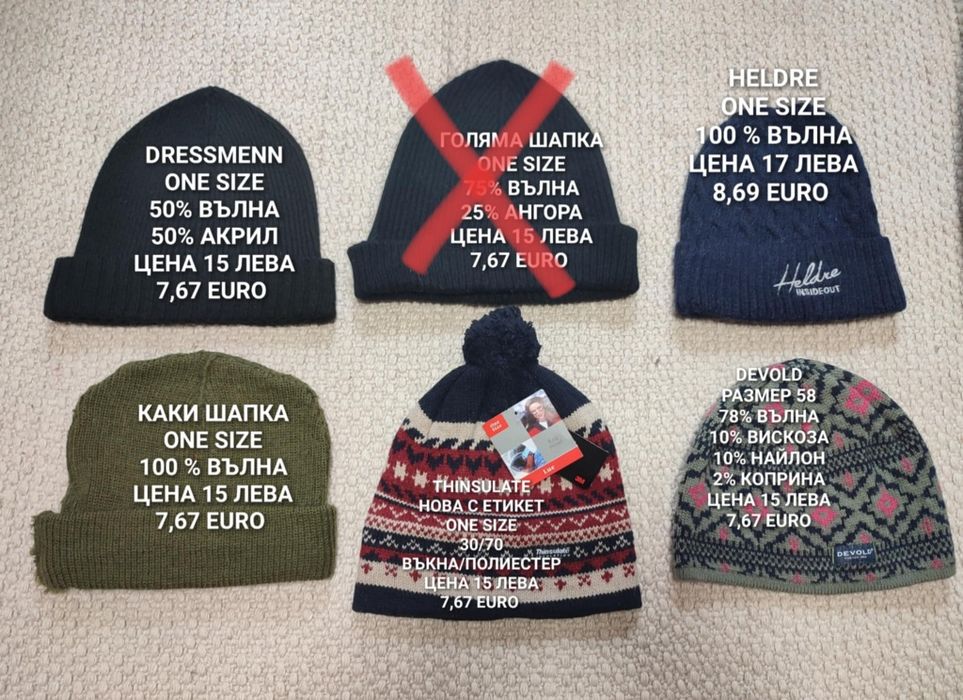 DRESSMENN
ONE SIZE
50% ВЪЛНА
50% АКРИЛ
ЦЕНА 15 ЛЕВА
7,67 EURO
ГОЛЯМА ШАПКА
ONE SIZE
75% ВЪЛНА
25% АНГОРА
ЦЕНА 15 ЛЕВА
7,67 EURO
HELDRE
ONE SIZE
100 % ВЪЛНА
ЦЕНА 17 ЛЕВА
8,69 EURO
Heldre
INSIDEOUT
КАКИ ШАПКА
ONE SIZE
100 % ВЪЛНА
ЦЕНА 15 ЛЕВА
7,67 EURO
THINSULATE
НОВА С ЕТИКЕТ
ONE SIZE
30/70
ВЪКНА/ПОЛИЕСТЕР
ЦЕНА 15 ЛЕВА
7,67 EURO
Thinsulate
DEVOLD
РАЗМЕР 58
78% ВЪЛНА
10% ВИСКОЗА
10% НАЙЛОН
2% КОПРИНА
ЦЕНА 15 ЛЕВА
7,67 EURO
DEVOLD